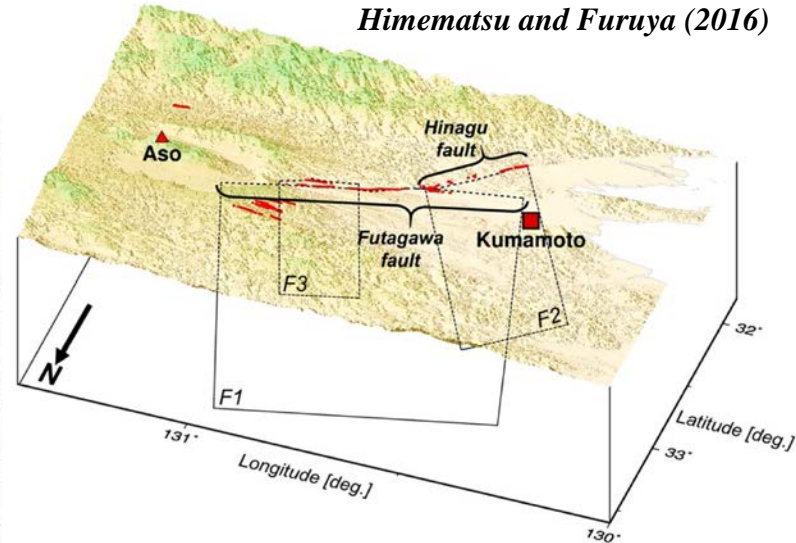 Himematsu and Furuya (2016)
Hinagu
fault
Aso
Futagawa
fault
Kumamoto
F3
F2
F1
N
32°
33°
Latitude [deg.]
131°
Longitude [deg.]
130°